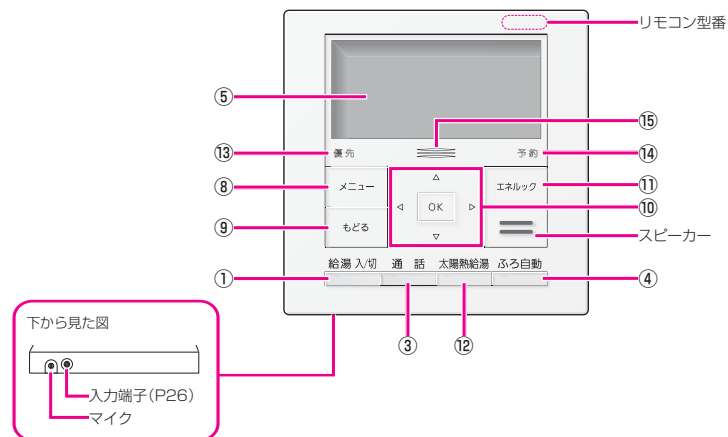 リモコン型番
⑤
⑮
⑬
優先
予約
⑭
⑧
メニュー
エネルック
⑪
OK
⑩
⑨
もどる
スピーカー
給湯 入/切
通 話
太陽熱給湯
ふろ自動
①
④
③
⑫
下から見た図
入力端子(P26)
マイク